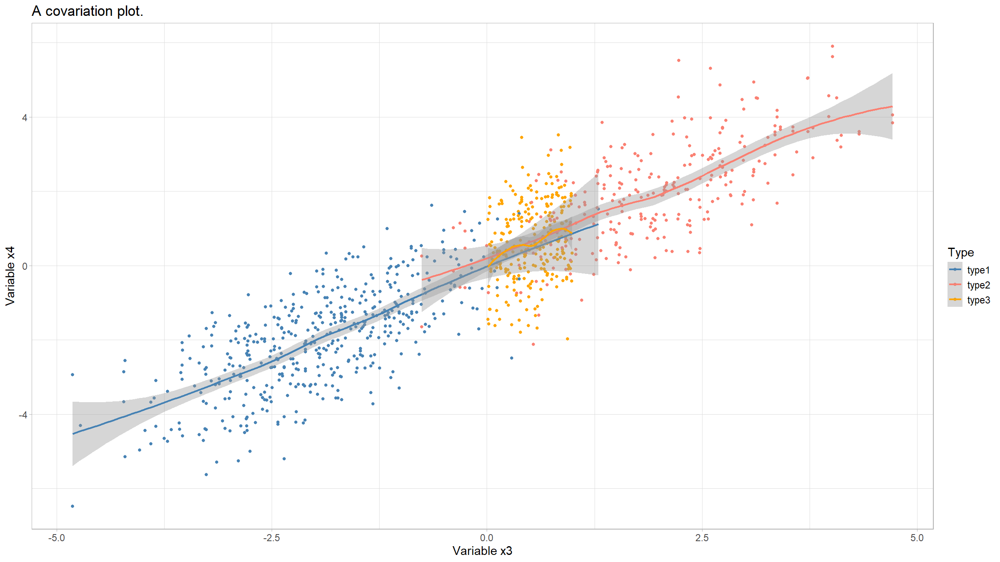 A covariation plot.
4
0
-4
Variable x4
-5.0
-2.5
0.0
2.5
5.0
Variable x3
Type
type1
type2
type3